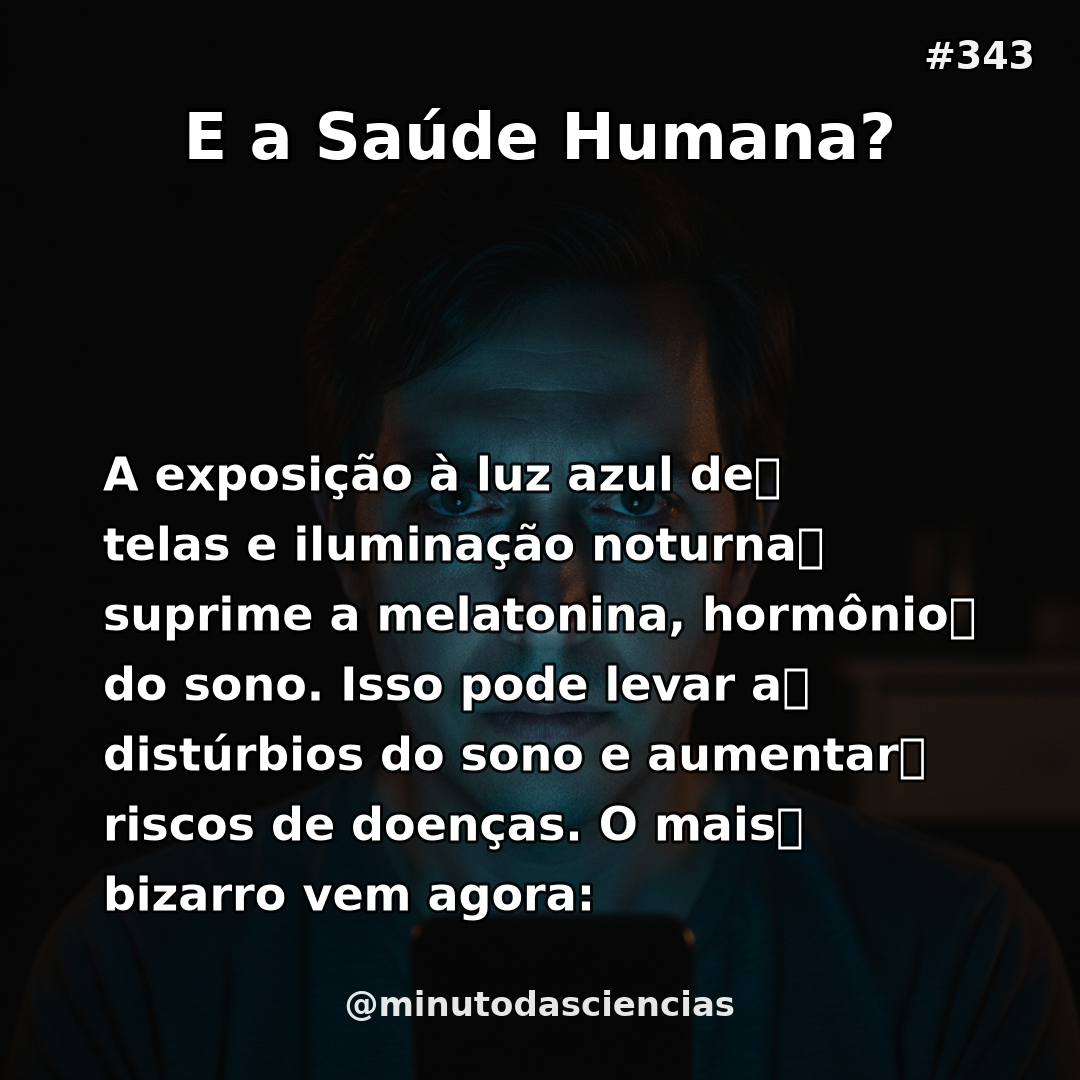 #343
E a Saúde Humana?
A exposição à luz azul de
telas e iluminação noturna
suprime a melatonina, hormônio
do sono. Isso pode levar a
distúrbios do sono e aumentar
riscos de doenças. O mais
bizarro vem agora:
@minutodasciencias